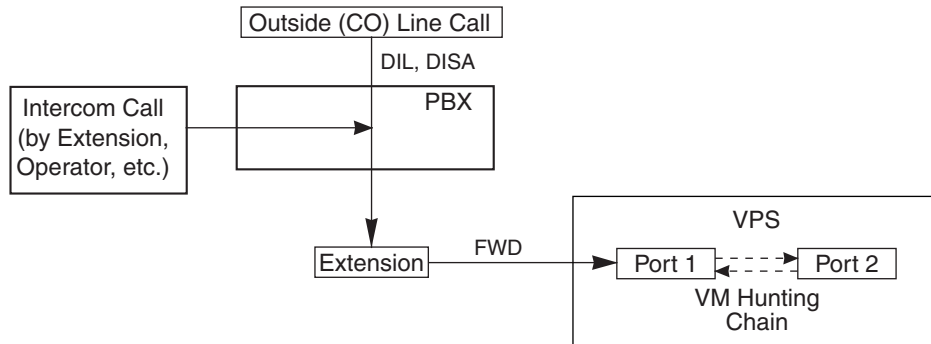 Outside (CO) Line Call
DIL, DISA
PBX
Intercom Call
(by Extension,
Operator, etc.)
Extension
FWD
VPS
Port 1
Port 2
VM Hunting
Chain